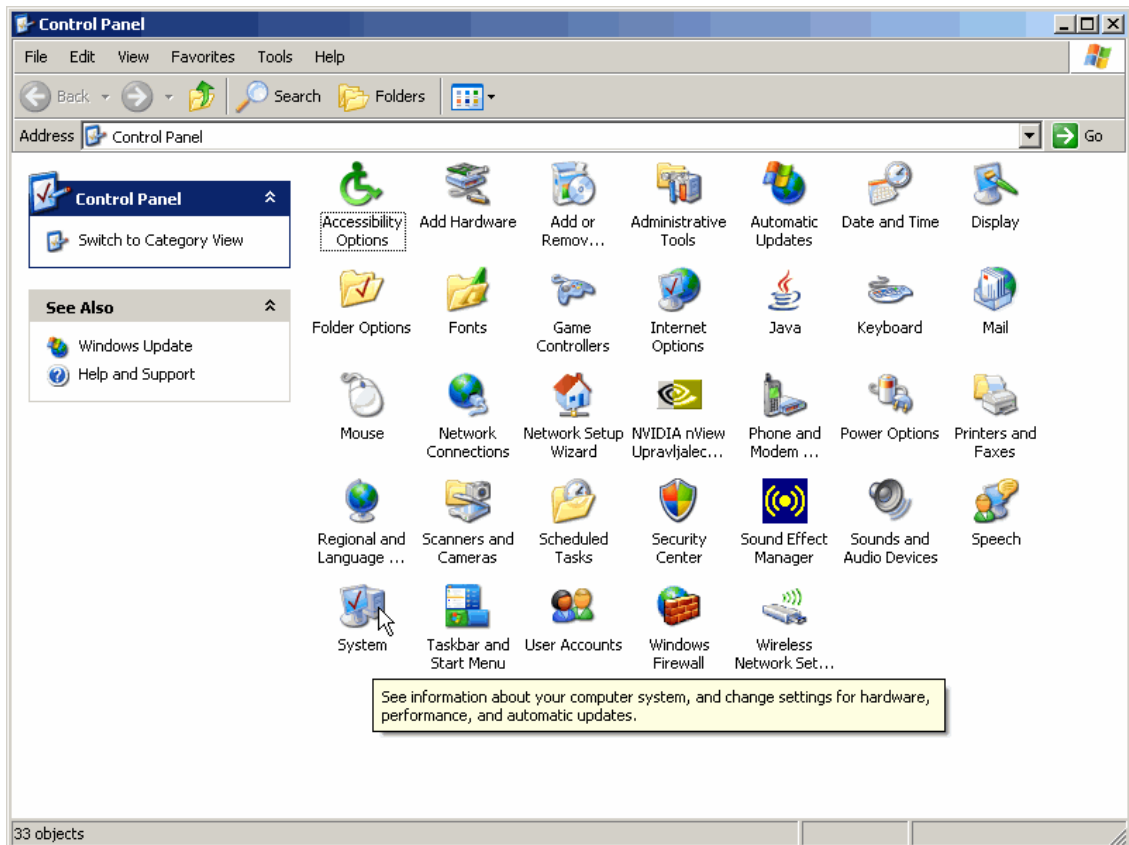 Control Panel
File Edit View Favorites Tools Help
Back Search Folders
Address Control Panel Go
Control Panel
Switch to Category View
See Also
Windows Update
Help and Support
Accessibility Options
Add Hardware
Add or Remov...
Administrative Tools
Automatic Updates
Date and Time
Display
Folder Options
Fonts
Game Controllers
Internet Options
Java
Keyboard
Mail
Mouse
Network Connections
Network Setup Wizard
NVIDIA nView Upravljalec...
Phone and Modem ...
Power Options
Printers and Faxes
Regional and Language ...
Scanners and Cameras
Scheduled Tasks
Security Center
Sound Effect Manager
Sounds and Audio Devices
Speech
System
Taskbar and Start Menu
User Accounts
Windows Firewall
Wireless Network Set...
See information about your computer system, and change settings for hardware,
performance, and automatic updates.
33 objects